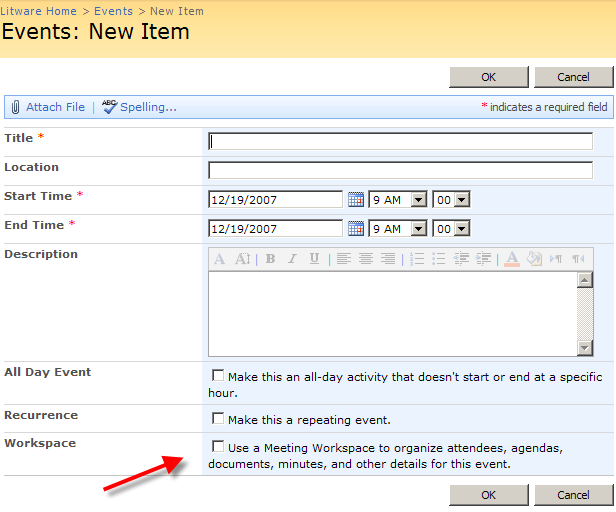 Litware Home > Events > New Item
Events: New Item
OK Cancel
Attach File | ABC Spelling... * indicates a required field
Title *
Location
Start Time * 12/19/2007 9 AM 00
End Time * 12/19/2007 9 AM 00
Description
A A B I U A
All Day Event Make this an all-day activity that doesn't start or end at a specific
hour.
Recurrence Make this a repeating event.
Workspace Use a Meeting Workspace to organize attendees, agendas,
documents, minutes, and other details for this event.
OK Cancel